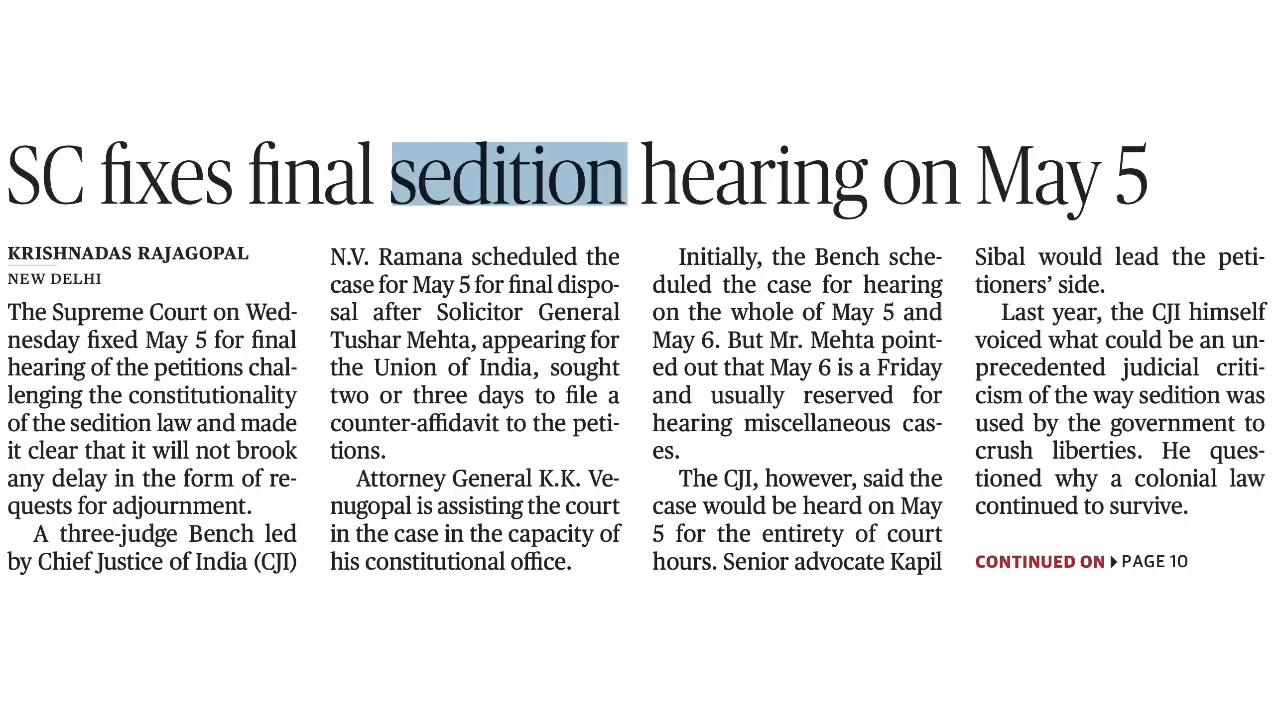 SC fixes final sedition hearing on May 5
KRISHNADAS RAJAGOPAL
NEW DELHI
The Supreme Court on Wed-
nesday fixed May 5 for final
hearing of the petitions chal-
lenging the constitutionality
of the sedition law and made
it clear that it will not brook
any delay in the form of re-
quests for adjournment.
A three-judge Bench led
by Chief Justice of India (CJI)
N.V. Ramana scheduled the
case for May 5 for final dispo-
sal after Solicitor General
Tushar Mehta, appearing for
the Union of India, sought
two or three days to file a
counter-affidavit to the peti-
tions.
Attorney General K.K. Ve-
nugopal is assisting the court
in the case in the capacity of
his constitutional office.
Initially, the Bench sche-
duled the case for hearing
on the whole of May 5 and
May 6. But Mr. Mehta point-
ed out that May 6 is a Friday
and usually reserved for
hearing miscellaneous cas-
es.
The CJI, however, said the
case would be heard on May
5 for the entirety of court
hours. Senior advocate Kapil
Sibal would lead the peti-
tioners’ side.
Last year, the CJI himself
voiced what could be an un-
precedented judicial criti-
cism of the way sedition was
used by the government to
crush liberties. He ques-
tioned why a colonial law
continued to survive.
CONTINUED ON ▸ PAGE 10